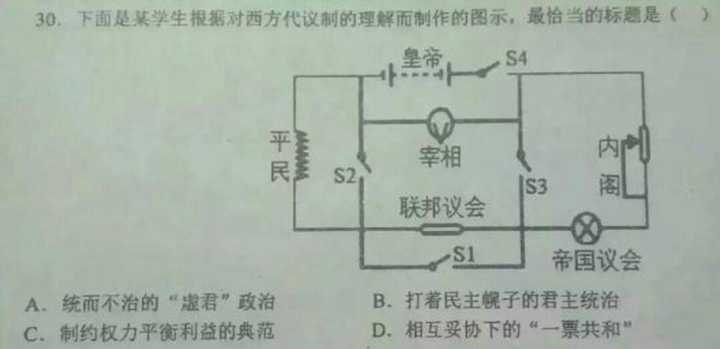 30. 下面是某学生根据对西方代议制的理解而制作的图示，最恰当的标题是（ ）
皇帝
S4
平民
宰相
内阁
S2
S3
联邦议会
S1
帝国议会
A. 统而不治的“虚君”政治
B. 打着民主幌子的君主统治
C. 制约权力平衡利益的典范
D. 相互妥协下的“一票共和”